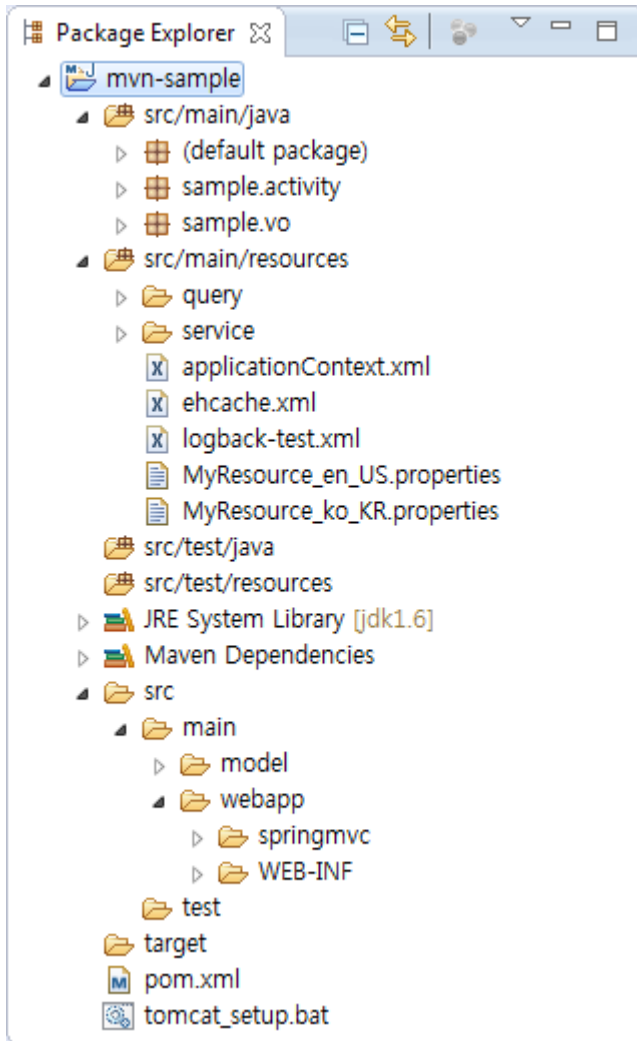 Package Explorer
mvn-sample
src/main/java
(default package)
sample.activity
sample.vo
src/main/resources
query
service
applicationContext.xml
ehcache.xml
logback-test.xml
MyResource_en_US.properties
MyResource_ko_KR.properties
src/test/java
src/test/resources
JRE System Library [jdk1.6]
Maven Dependencies
src
main
model
webapp
springmvc
WEB-INF
test
target
pom.xml
tomcat_setup.bat